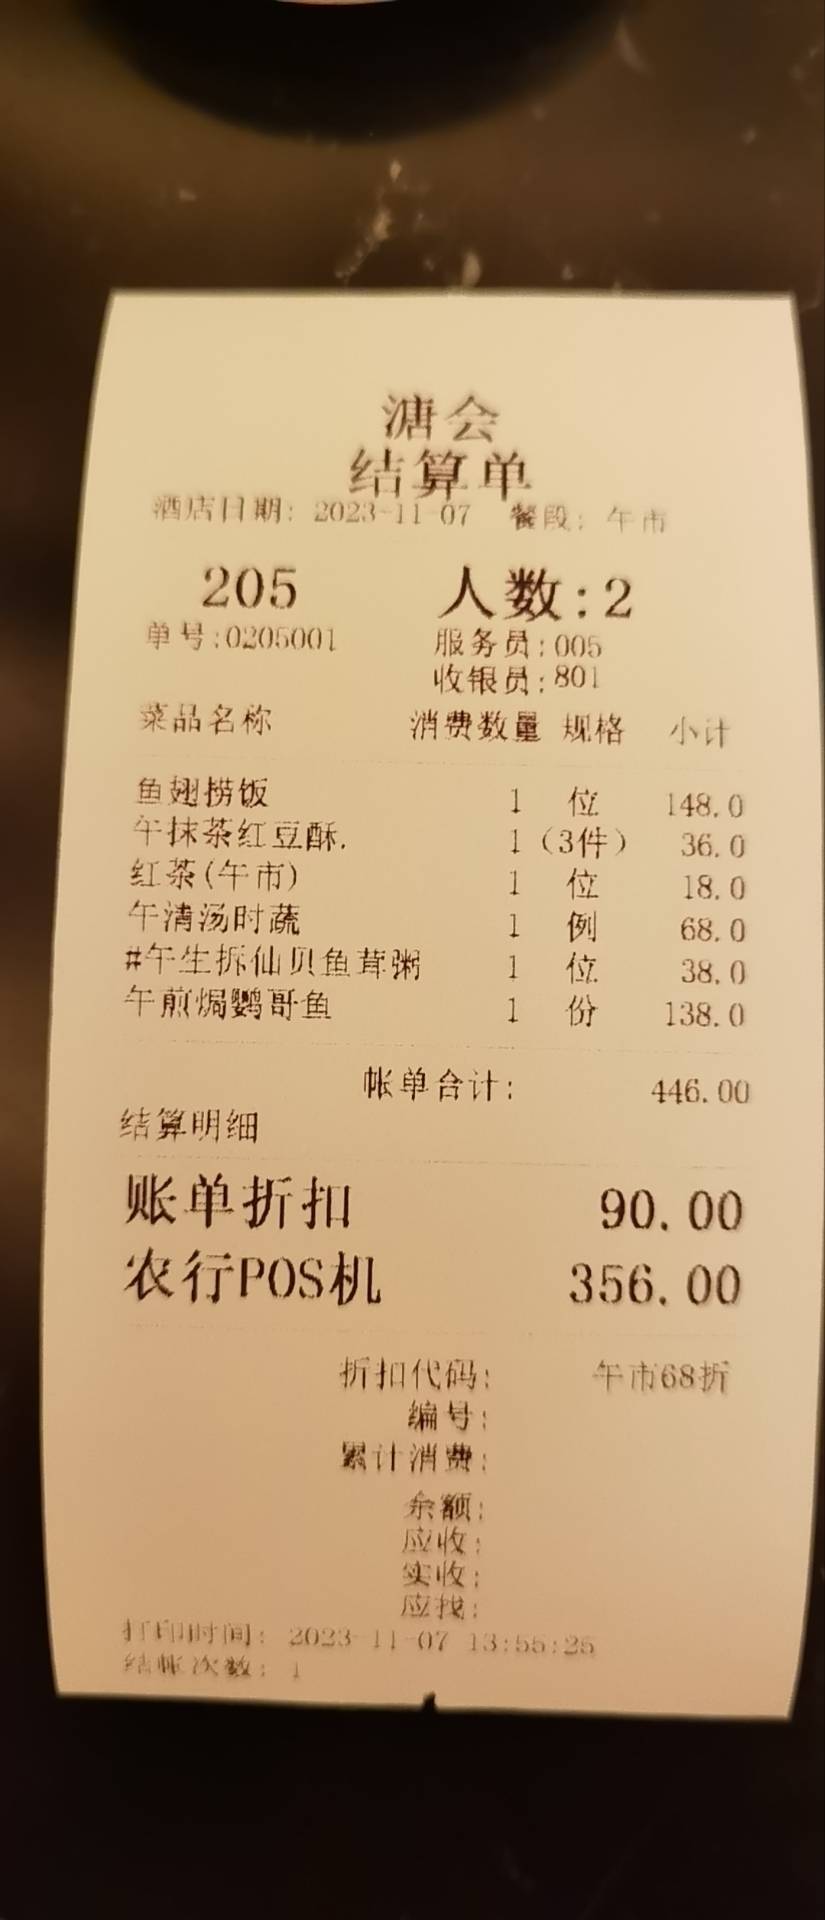 溏会
结算单
酒店日期: 2023-11-07 餐段: 午市
205 人数:2
单号:0205001 服务员:005
收银员:801
菜品名称 消费数量 规格 小计
鱼翅捞饭 1 位 148.0
午抹茶红豆酥. 1 (3件) 36.0
红茶(午市) 1 位 18.0
午清汤时蔬 1 例 68.0
#午生拆仙贝鱼茸粥 1 位 38.0
午煎焗鹦哥鱼 1 份 138.0
帐单合计: 446.00
结算明细
账单折扣 90.00
农行POS机 356.00
折扣代码: 午市68折
编号:
累计消费:
余额:
应收:
实收:
应找:
打印时间: 2023-11-07 13:55:25
结帐次数: 1